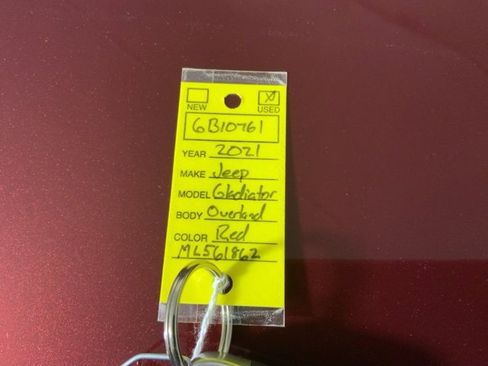 NEW USED
6B10761
YEAR 2021
MAKE Jeep
MODEL Gladiator
BODY Overland
COLOR Red
ML561862